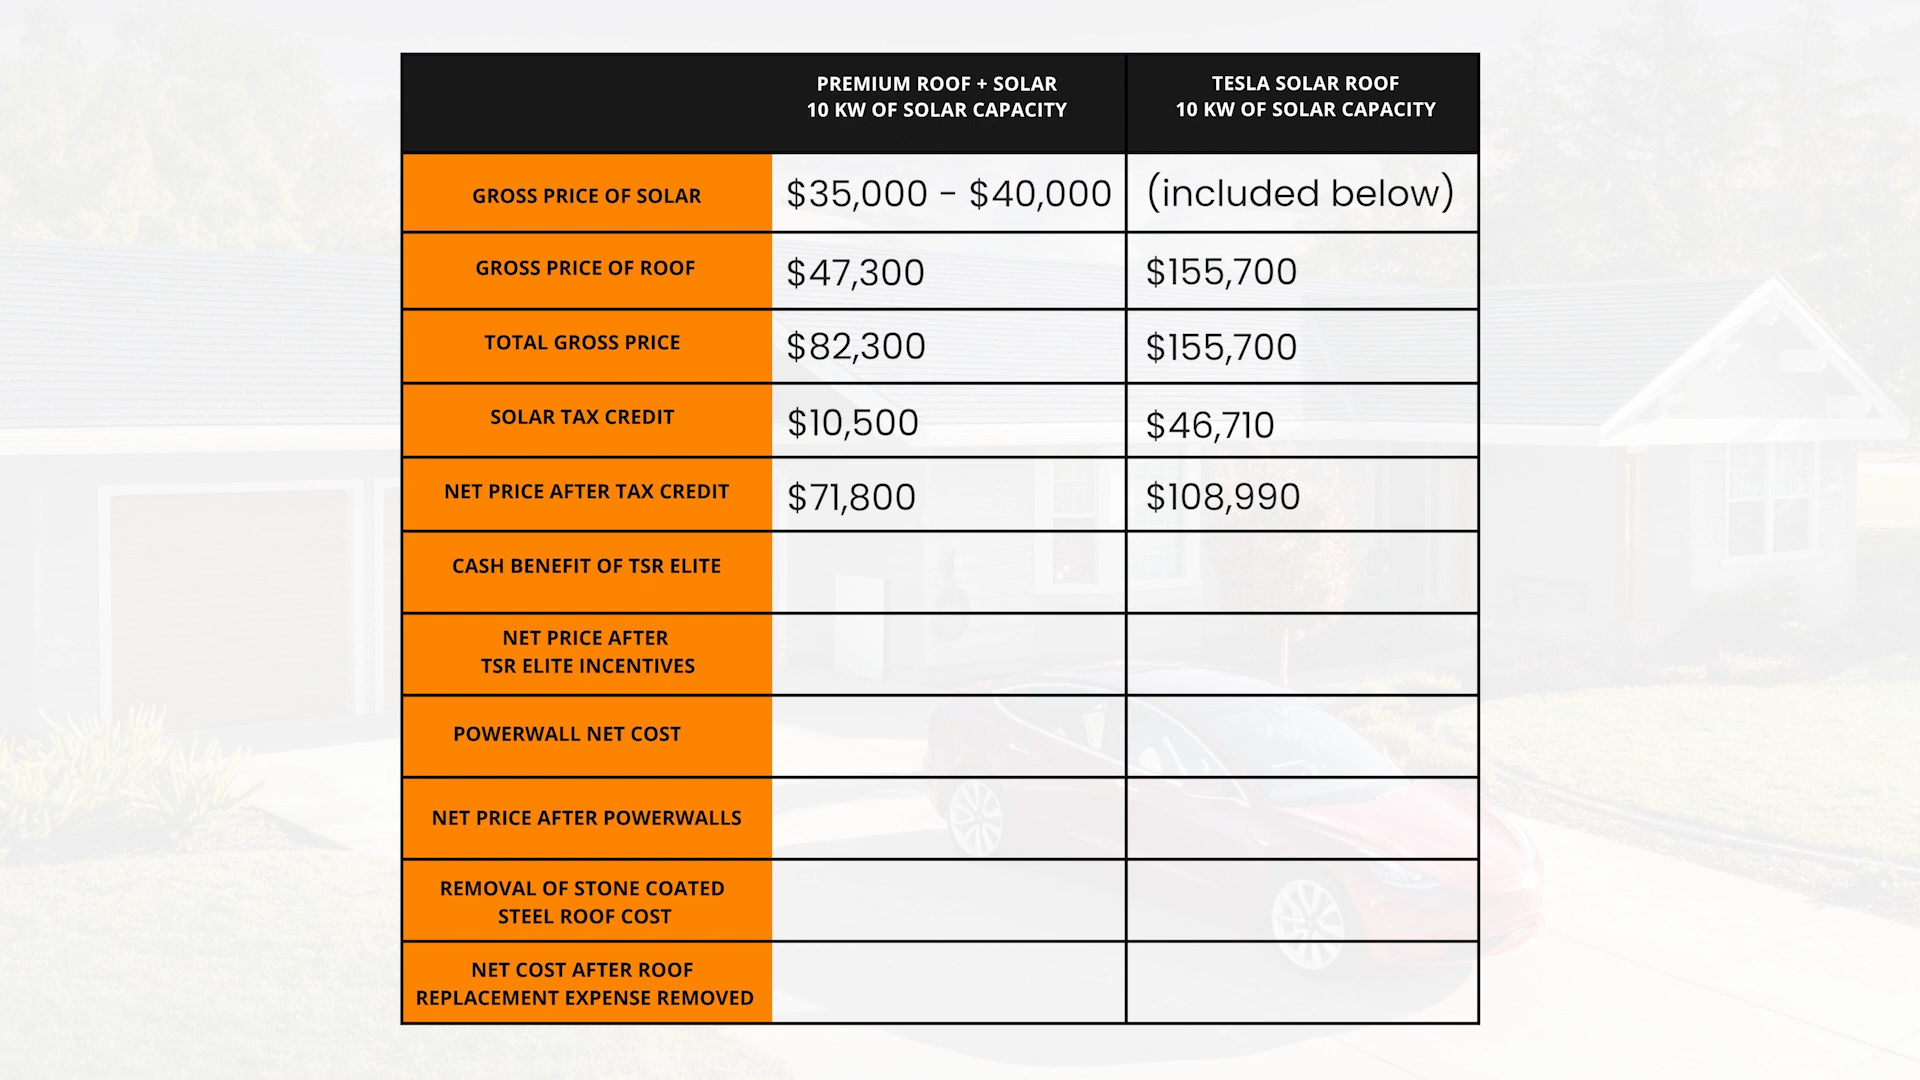 PREMIUM ROOF + SOLAR
10 KW OF SOLAR CAPACITY
TESLA SOLAR ROOF
10 KW OF SOLAR CAPACITY
GROSS PRICE OF SOLAR
$35,000 - $40,000
(included below)
GROSS PRICE OF ROOF
$47,300
$155,700
TOTAL GROSS PRICE
$82,300
$155,700
SOLAR TAX CREDIT
$10,500
$46,710
NET PRICE AFTER TAX CREDIT
$71,800
$108,990
CASH BENEFIT OF TSR ELITE
NET PRICE AFTER
TSR ELITE INCENTIVES
POWERWALL NET COST
NET PRICE AFTER POWERWALLS
REMOVAL OF STONE COATED
STEEL ROOF COST
NET COST AFTER ROOF
REPLACEMENT EXPENSE REMOVED